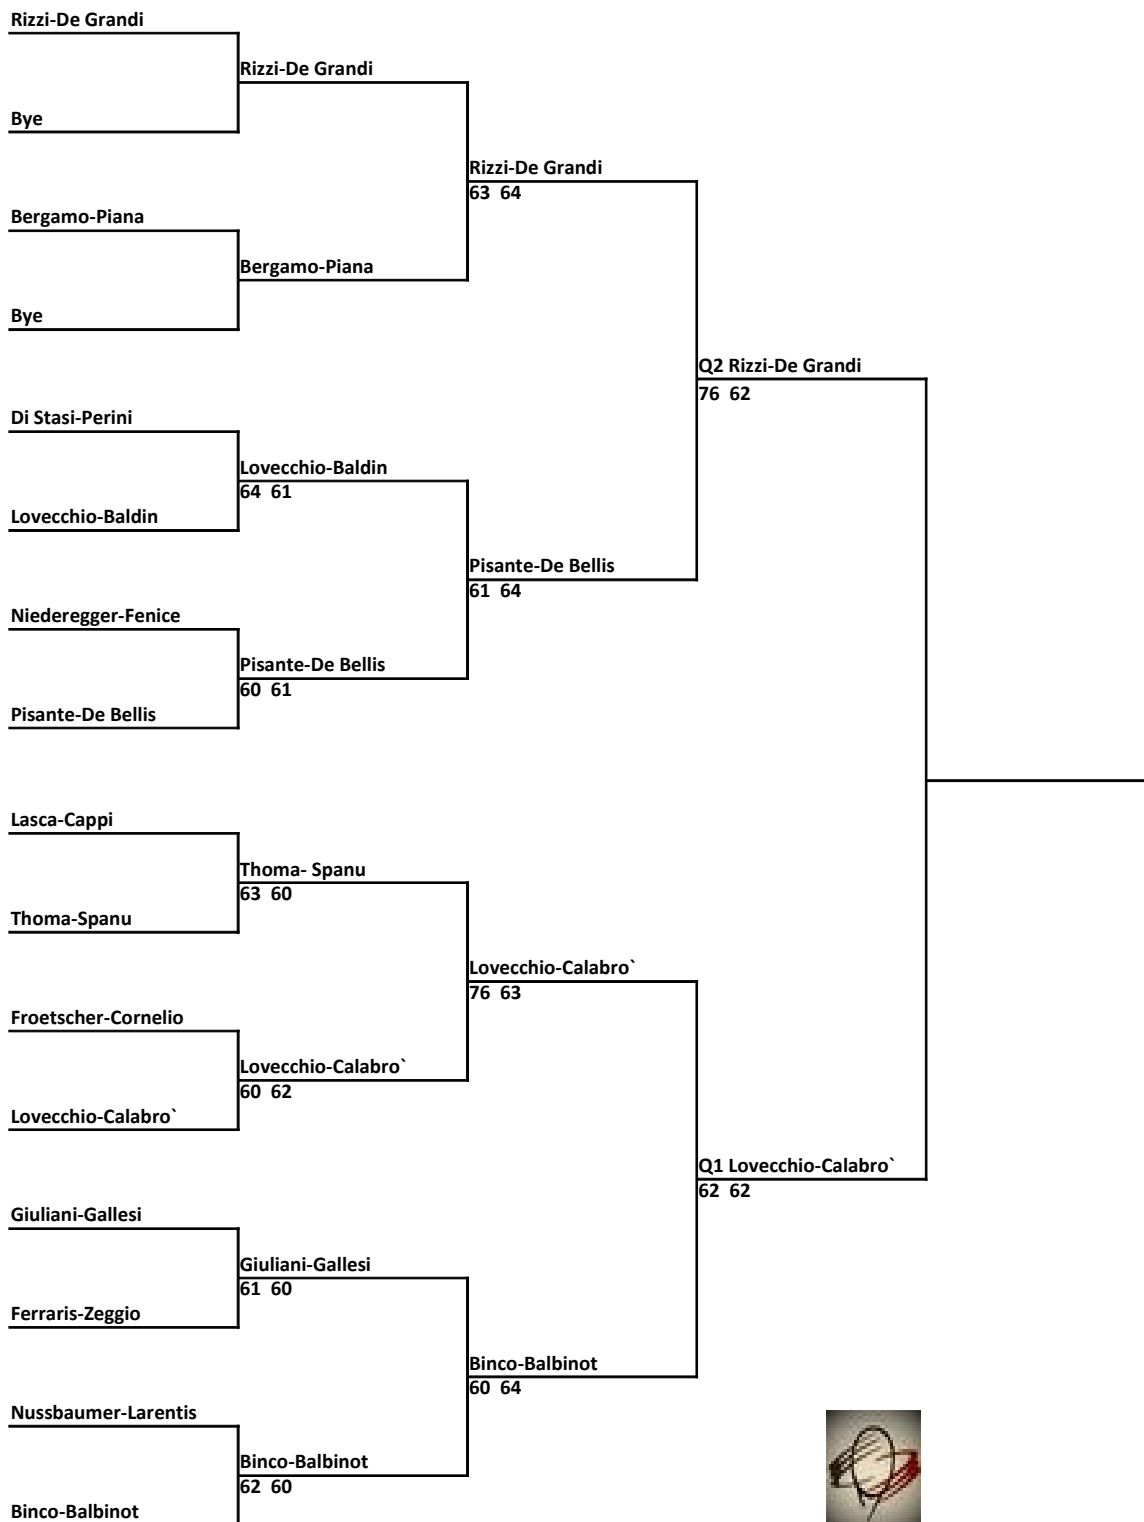 Rizzi-De Grandi
Rizzi-De Grandi
Bye
Rizzi-De Grandi
63 64
Bergamo-Piana
Bergamo-Piana
Bye
Q2 Rizzi-De Grandi
76 62
Di Stasi-Perini
Lovecchio-Baldin
64 61
Lovecchio-Baldin
Pisante-De Bellis
61 64
Niederegger-Fenice
Pisante-De Bellis
60 61
Pisante-De Bellis
Lasca-Cappi
Thoma- Spanu
63 60
Thoma-Spanu
Lovecchio-Calabro`
76 63
Froetscher-Cornelio
Lovecchio-Calabro`
60 62
Lovecchio-Calabro`
Q1 Lovecchio-Calabro`
62 62
Giuliani-Gallesi
Giuliani-Gallesi
61 60
Ferraris-Zeggio
Binco-Balbinot
60 64
Nussbaumer-Larentis
Binco-Balbinot
62 60
Binco-Balbinot